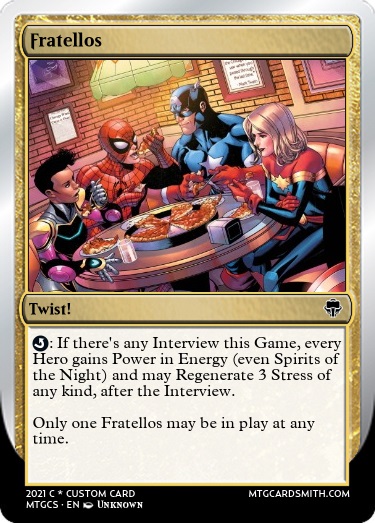 Fratellos
Twist!
: If there's any Interview this Game, every
Hero gains Power in Energy (even Spirits of
the Night) and may Regenerate 3 Stress of
any kind, after the Interview.
Only one Fratellos may be in play at any
time.
2021 C * CUSTOM CARD
MTGCS · EN Unknown
MTGCARDSMITH.COM